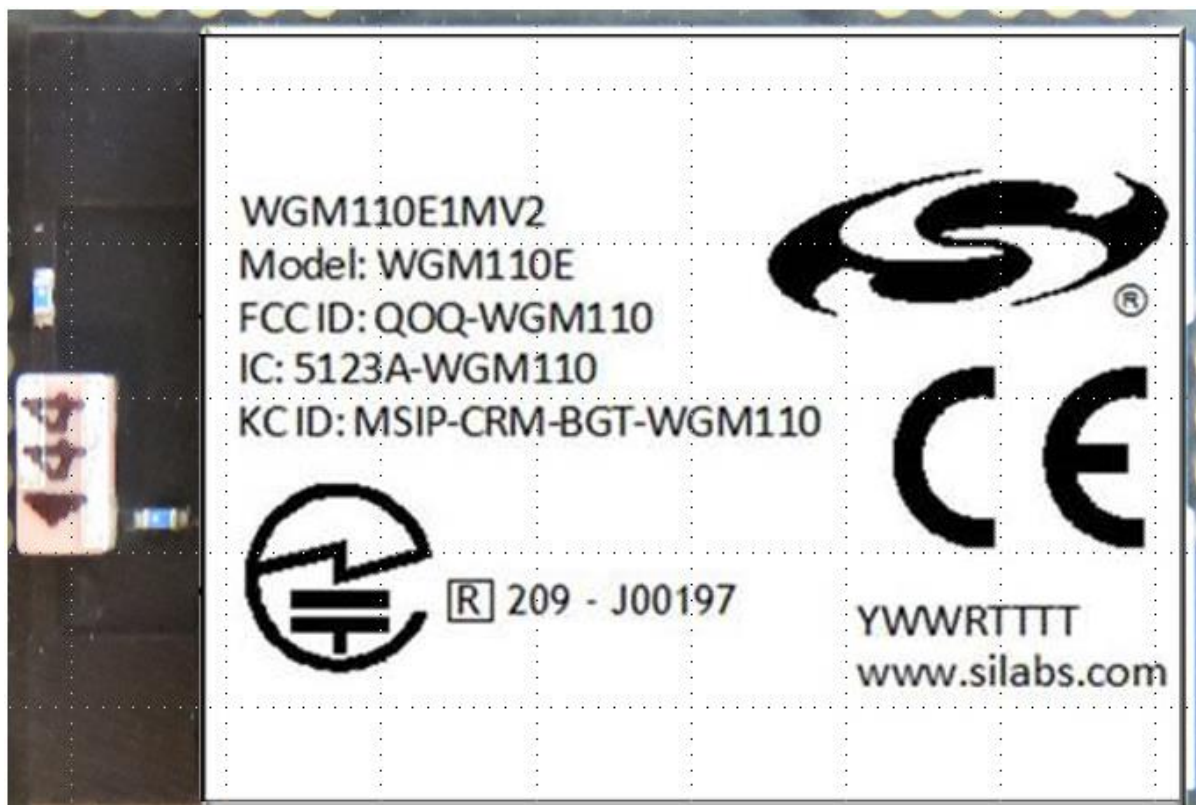 WGM110E1MV2
Model: WGM110E
FCC ID: QOQ-WGM110
IC: 5123A-WGM110
KC ID: MSIP-CRM-BGT-WGM110
®
CE
R 209 - J00197
YWWRTTTT
www.silabs.com